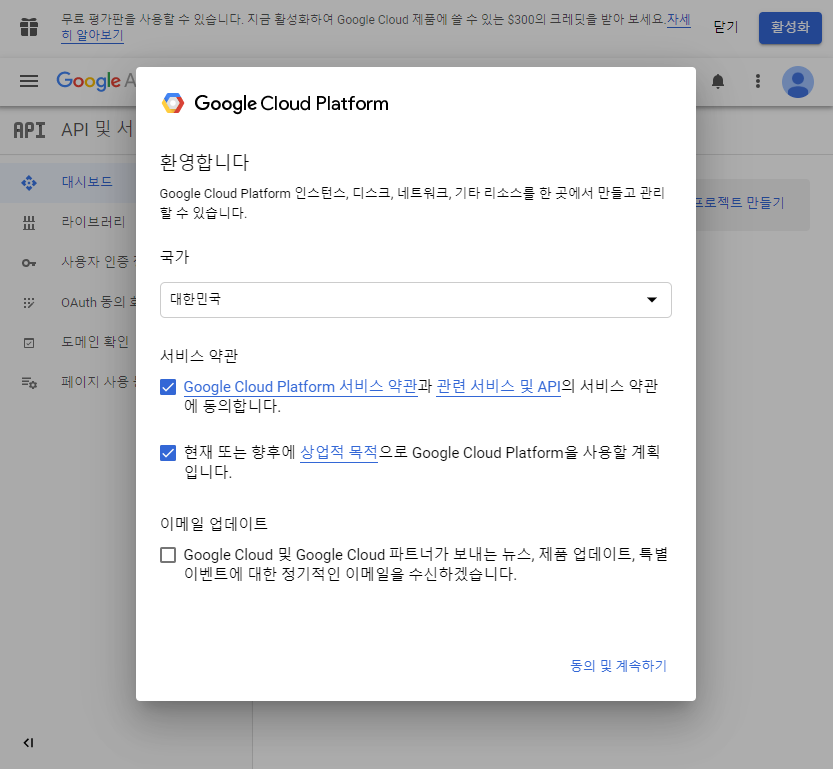 무료 평가판을 사용할 수 있습니다. 지금 활성화하여 Google Cloud 제품에 쓸 수 있는 $300의 크레딧을 받아 보세요.자세
히 알아보기
닫기
활성화
Google A
API
API 및 서
대시보드
라이브러리
사용자 인증
OAuth 동의
도메인 확인
페이지 사용
프로젝트 만들기
Google Cloud Platform
환영합니다
Google Cloud Platform 인스턴스, 디스크, 네트워크, 기타 리소스를 한 곳에서 만들고 관리
할 수 있습니다.
국가
대한민국
서비스 약관
Google Cloud Platform 서비스 약관과 관련 서비스 및 API의 서비스 약관
에 동의합니다.
현재 또는 향후에 상업적 목적으로 Google Cloud Platform을 사용할 계획
입니다.
이메일 업데이트
Google Cloud 및 Google Cloud 파트너가 보내는 뉴스, 제품 업데이트, 특별
이벤트에 대한 정기적인 이메일을 수신하겠습니다.
동의 및 계속하기